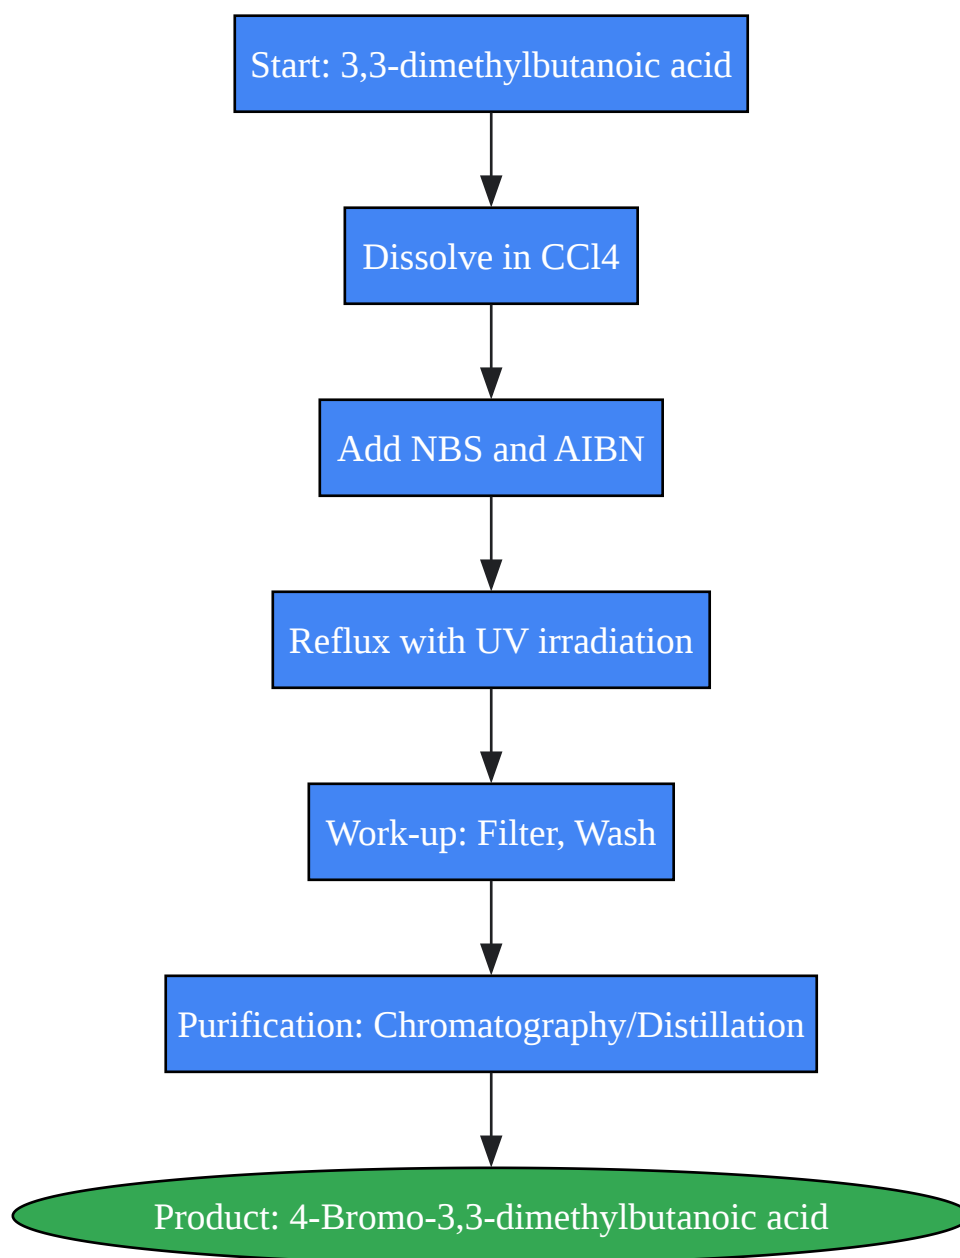 Start: 3,3-dimethylbutanoic acid
Dissolve in CCl4
Add NBS and AIBN
Reflux with UV irradiation
Work-up: Filter, Wash
Purification: Chromatography/Distillation
Product: 4-Bromo-3,3-dimethylbutanoic acid